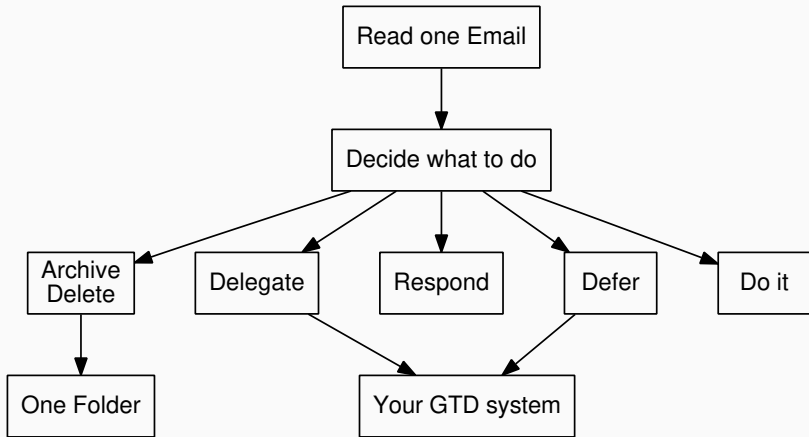 Read one Email
Decide what to do
Archive
Delete
Delegate
Respond
Defer
Do it
One Folder
Your GTD system